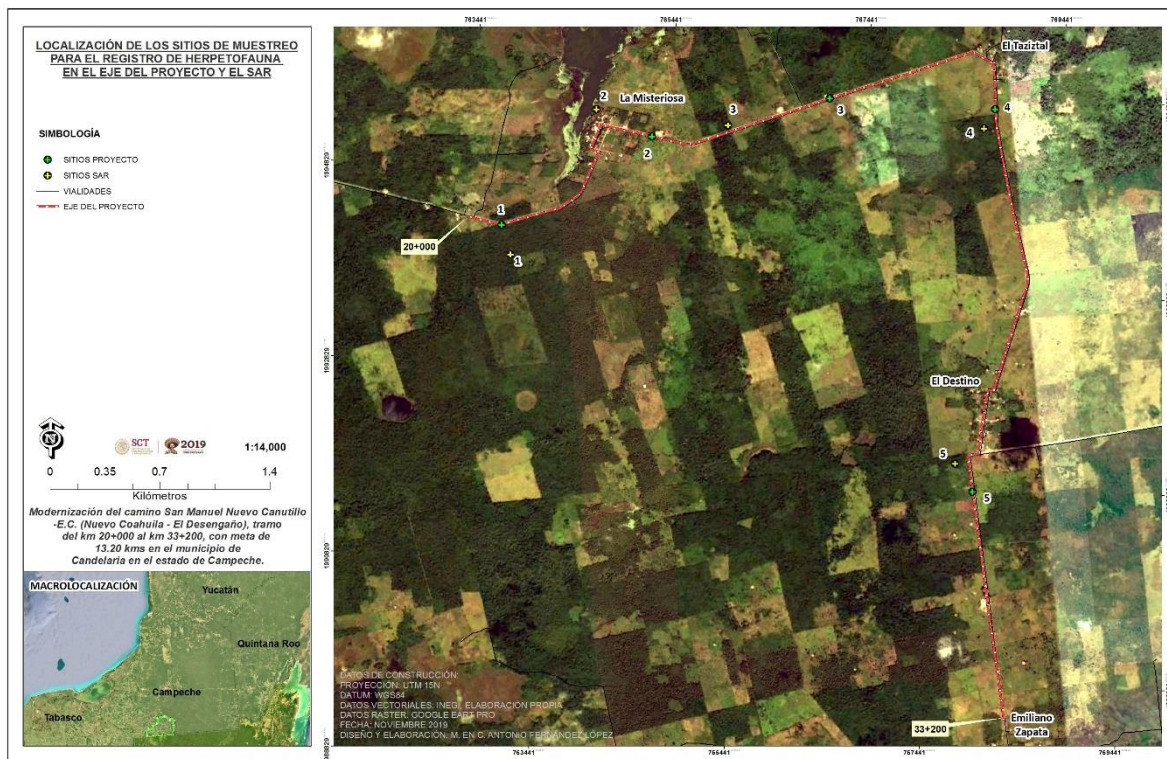 LOCALIZACIÓN DE LOS SITIOS DE MUESTREO
PARA EL REGISTRO DE HERPETOFAUNA
EN EL EJE DEL PROYECTO Y EL SAR
SIMBOLOGÍA
SITIOS PROYECTO
SITIOS SAR
VIALIDADES
EJE DEL PROYECTO
N
SCT
2019
1:14,000
0 0.35 0.7 1.4
Kilómetros
Modernización del camino San Manuel Nuevo Canutillo
-E.C. (Nuevo Coahuila - El Desengaño), tramo
del km 20+000 al km 33+200, con meta de
13.20 kms en el municipio de
Candelaria en el estado de Campeche.
MACROLOCALIZACIÓN
Yucatán
Quintana Roo
Campeche
Tabasco
763441 765441 767441 769441
El Taziztal
2
La Misteriosa
3
3
4
4
2
1994829
1
20+000
1
1992829
El Destino
5
5
1990829
DATOS DE CONSTRUCCIÓN:
PROYECCIÓN: UTM 15N
DATUM: WGS84
DATOS VECTORIALES: INEGI, ELABORACIÓN PROPIA
DATOS RASTER: GOOGLE EART PRO
FECHA: NOVIEMBRE 2019
DISEÑO Y ELABORACIÓN: M. EN C. ANTONIO FERNÁNDEZ LÓPEZ
33+200
Emiliano
Zapata
763441 765441 767441 769441